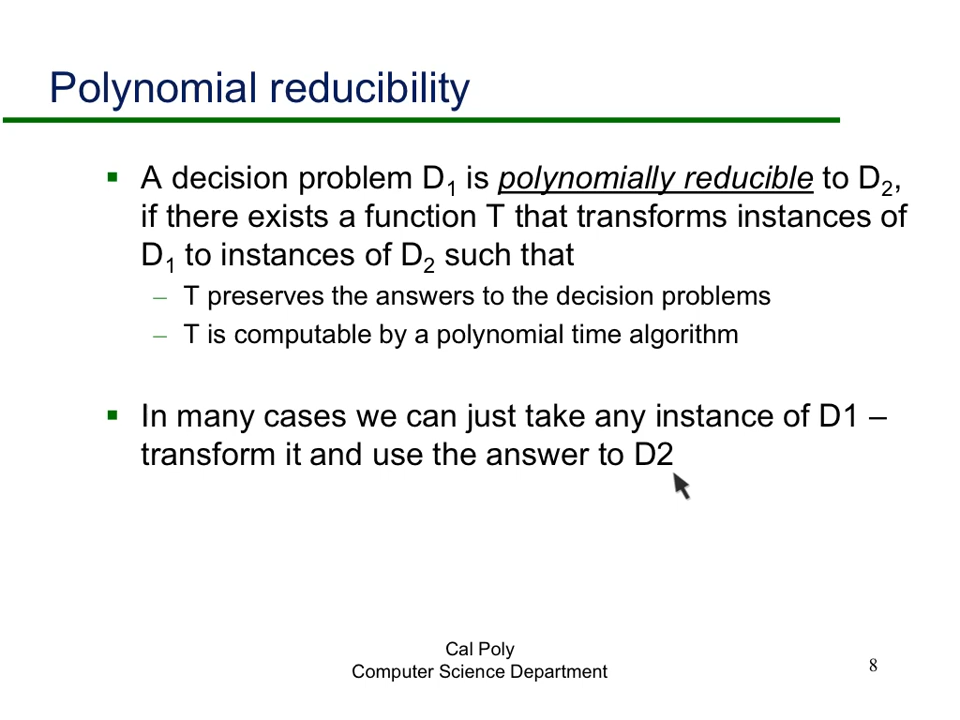 Polynomial reducibility
▪ A decision problem D₁ is polynomially reducible to D₂,
if there exists a function T that transforms instances of
D₁ to instances of D₂ such that
– T preserves the answers to the decision problems
– T is computable by a polynomial time algorithm
▪ In many cases we can just take any instance of D1 –
transform it and use the answer to D2
Cal Poly
Computer Science Department
8